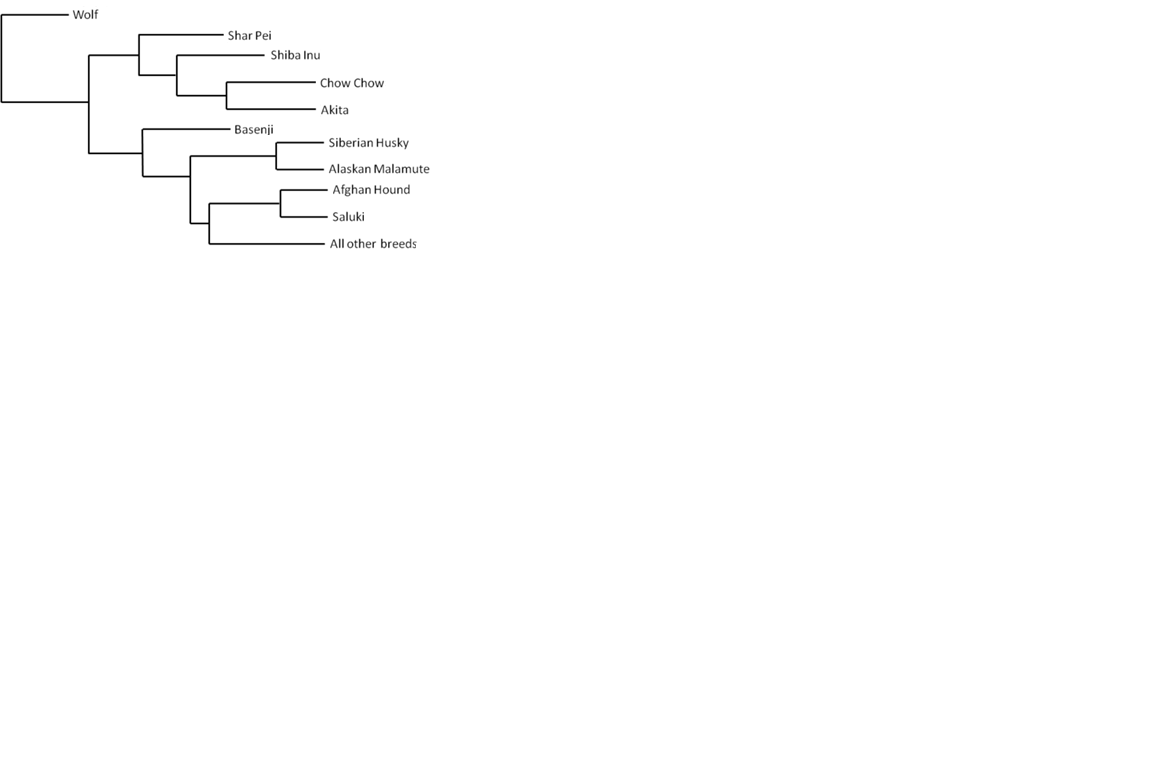 Wolf
Shar Pei
Shiba Inu
Chow Chow
Akita
Basenji
Siberian Husky
Alaskan Malamute
Afghan Hound
Saluki
All other breeds